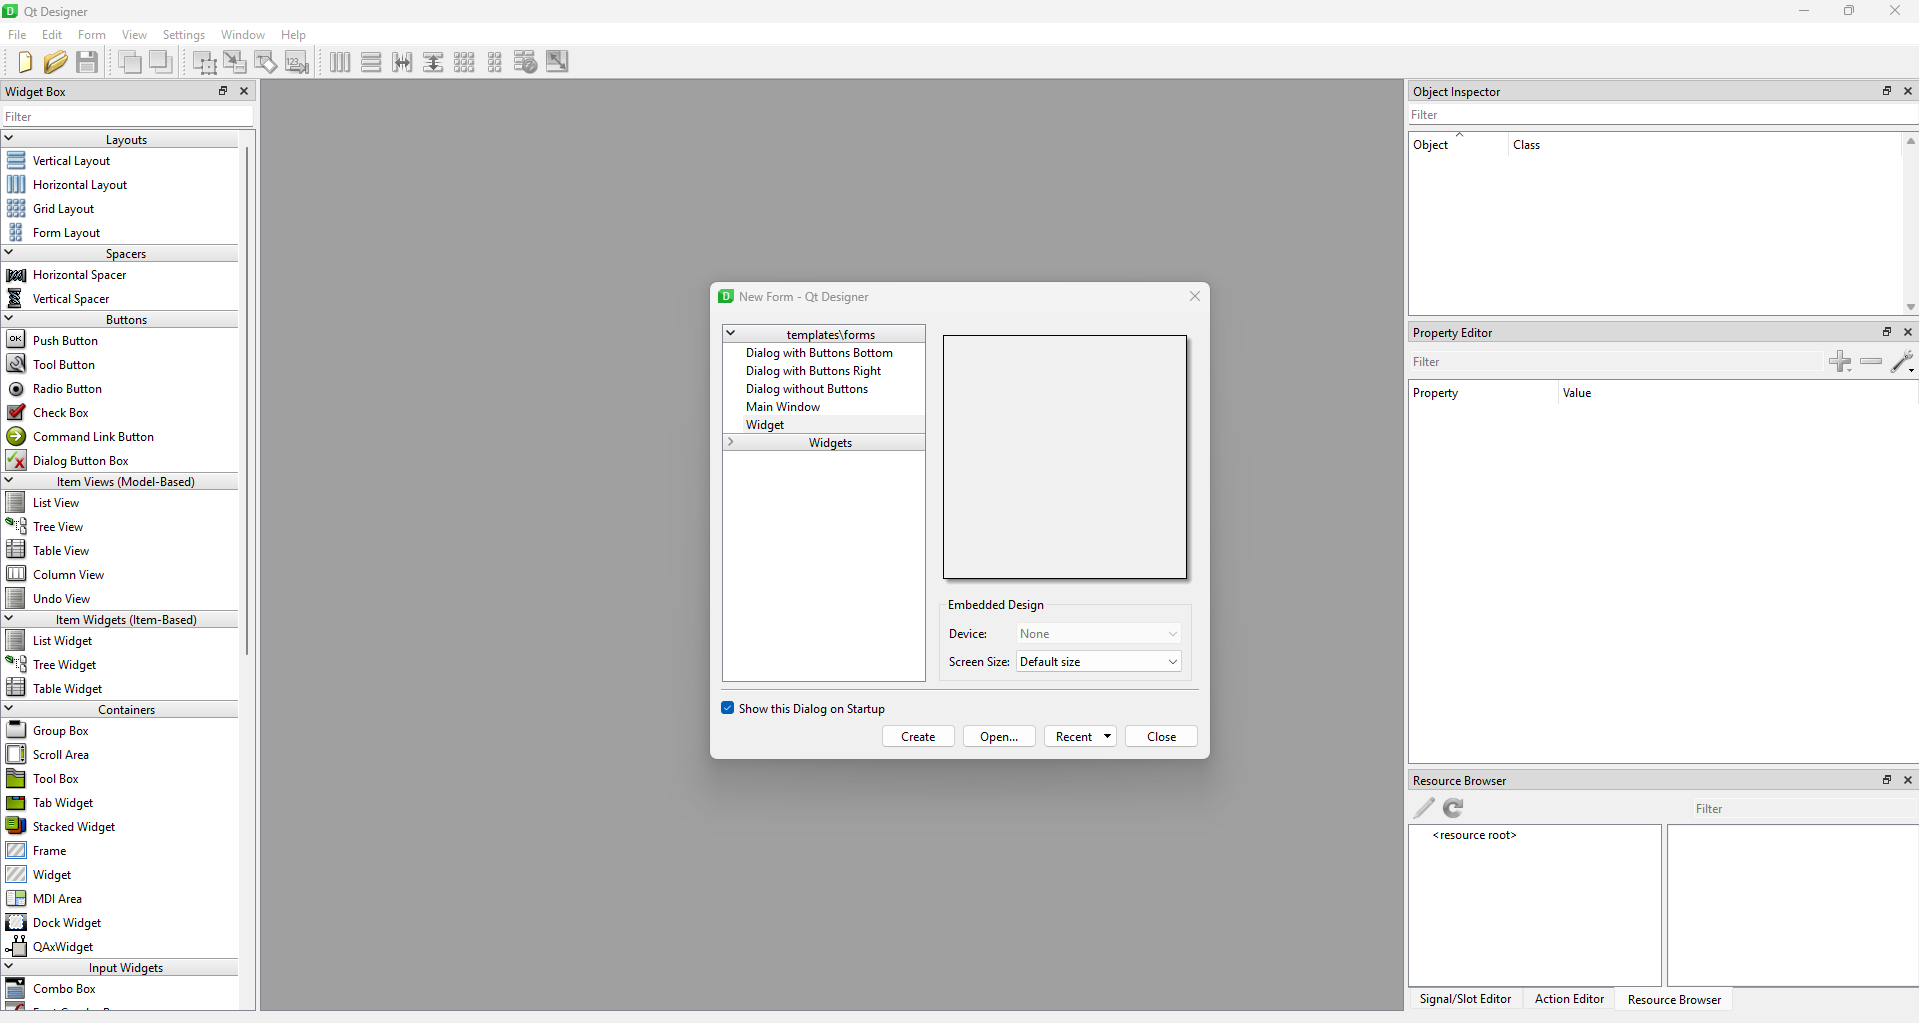 Qt Designer
File Edit Form View Settings Window Help
Widget Box
Filter
Layouts
Vertical Layout
Horizontal Layout
Grid Layout
Form Layout
Spacers
Horizontal Spacer
Vertical Spacer
Buttons
Push Button
Tool Button
Radio Button
Check Box
Command Link Button
Dialog Button Box
Item Views (Model-Based)
List View
Tree View
Table View
Column View
Undo View
Item Widgets (Item-Based)
List Widget
Tree Widget
Table Widget
Containers
Group Box
Scroll Area
Tool Box
Tab Widget
Stacked Widget
Frame
Widget
MDI Area
Dock Widget
QAxWidget
Input Widgets
Combo Box
New Form - Qt Designer
templates\forms
Dialog with Buttons Bottom
Dialog with Buttons Right
Dialog without Buttons
Main Window
Widget
Widgets
Embedded Design
Device: None
Screen Size: Default size
Show this Dialog on Startup
Create Open... Recent Close
Object Inspector
Filter
Object Class
Property Editor
Filter
Property Value
Resource Browser
Filter
<resource root>
Signal/Slot Editor Action Editor Resource Browser